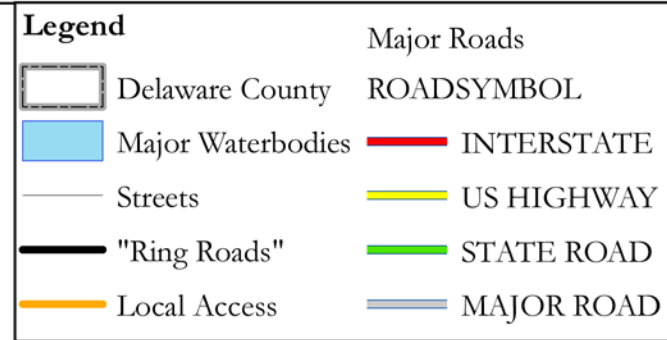 Legend
Delaware County
Major Waterbodies
Streets
"Ring Roads"
Local Access
Major Roads
ROADSYMBOL
INTERSTATE
US HIGHWAY
STATE ROAD
MAJOR ROAD